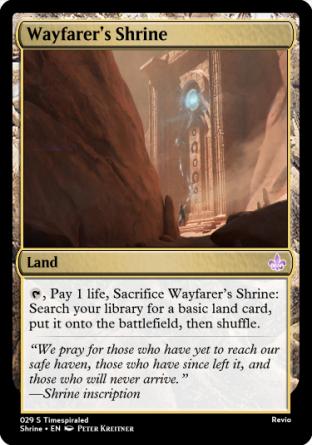 Wayfarer's Shrine
Land
, Pay 1 life, Sacrifice Wayfarer's Shrine:
Search your library for a basic land card,
put it onto the battlefield, then shuffle.
“We pray for those who have yet to reach our
safe haven, those who have since left it, and
those who will never arrive.”
—Shrine inscription
029 S Timespiraled
Revio
Shrine • EN Peter Kreitner